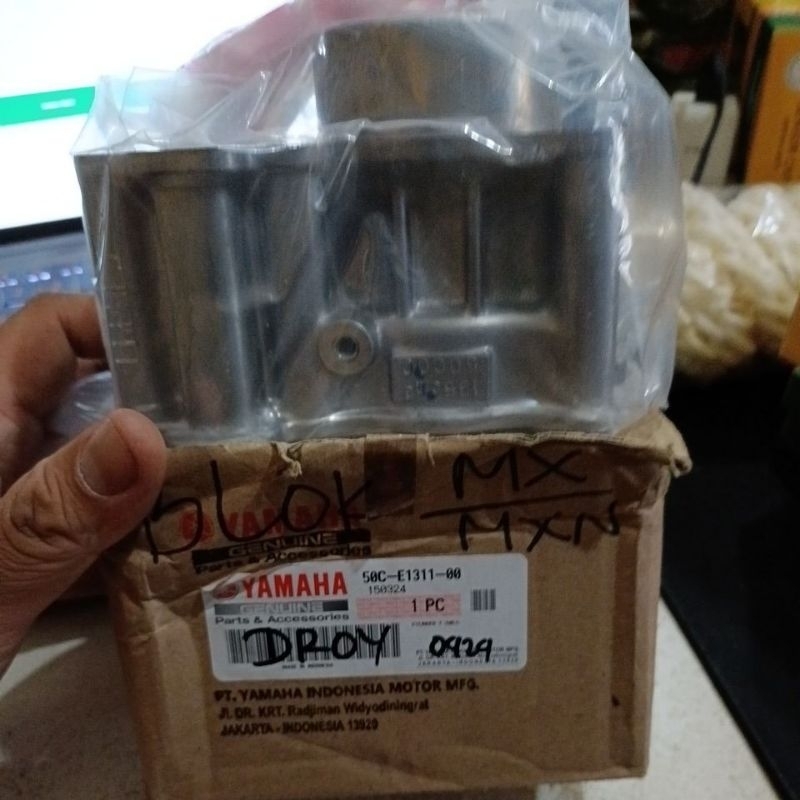 BLOK MX
MXN
YAMAHA
GENUINE
Parts & Accessories
YAMAHA
GENUINE
Parts & Accessories
50C-E1311-00
150324
1 PC
DROY 0929
MADE IN INDONESIA
PT. YAMAHA INDONESIA MOTOR MFG.
Jl. DR. KRT. Radjiman Widyodiningrat
JAKARTA - INDONESIA 13920